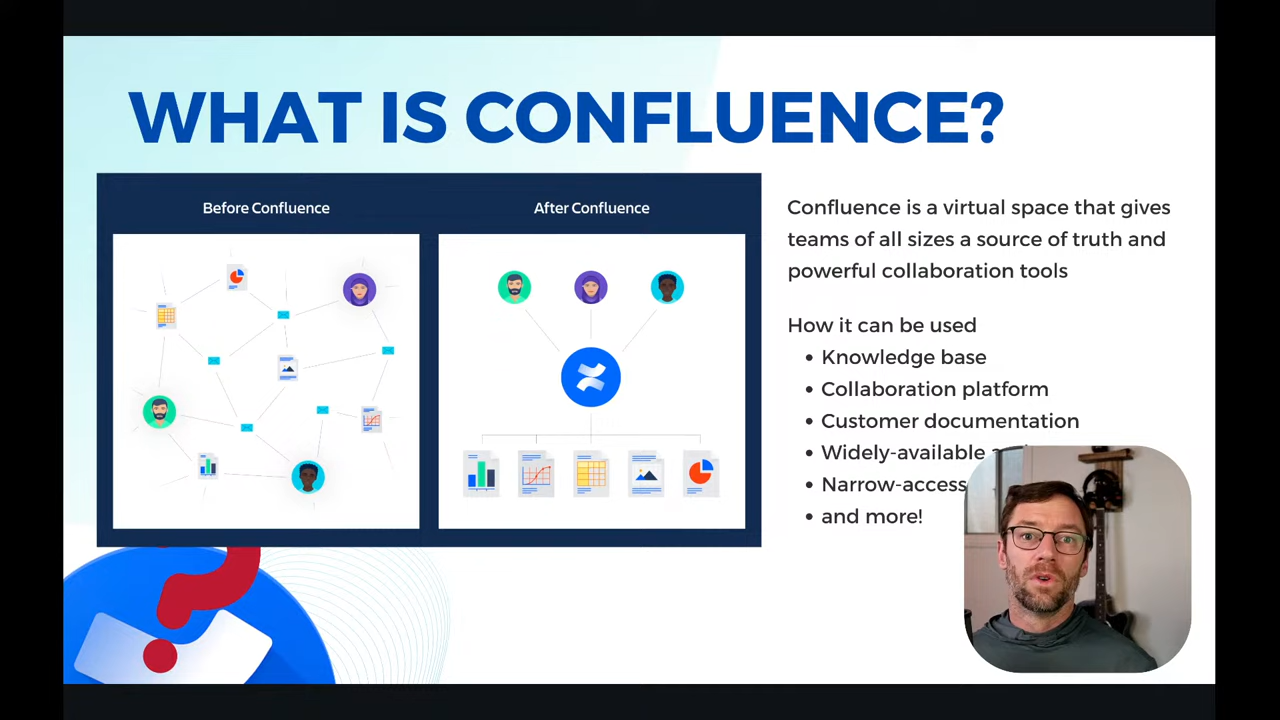 WHAT IS CONFLUENCE?
Before Confluence
After Confluence
Confluence is a virtual space that gives
teams of all sizes a source of truth and
powerful collaboration tools
How it can be used
• Knowledge base
• Collaboration platform
• Customer documentation
• Widely-available
• Narrow-access
• and more!